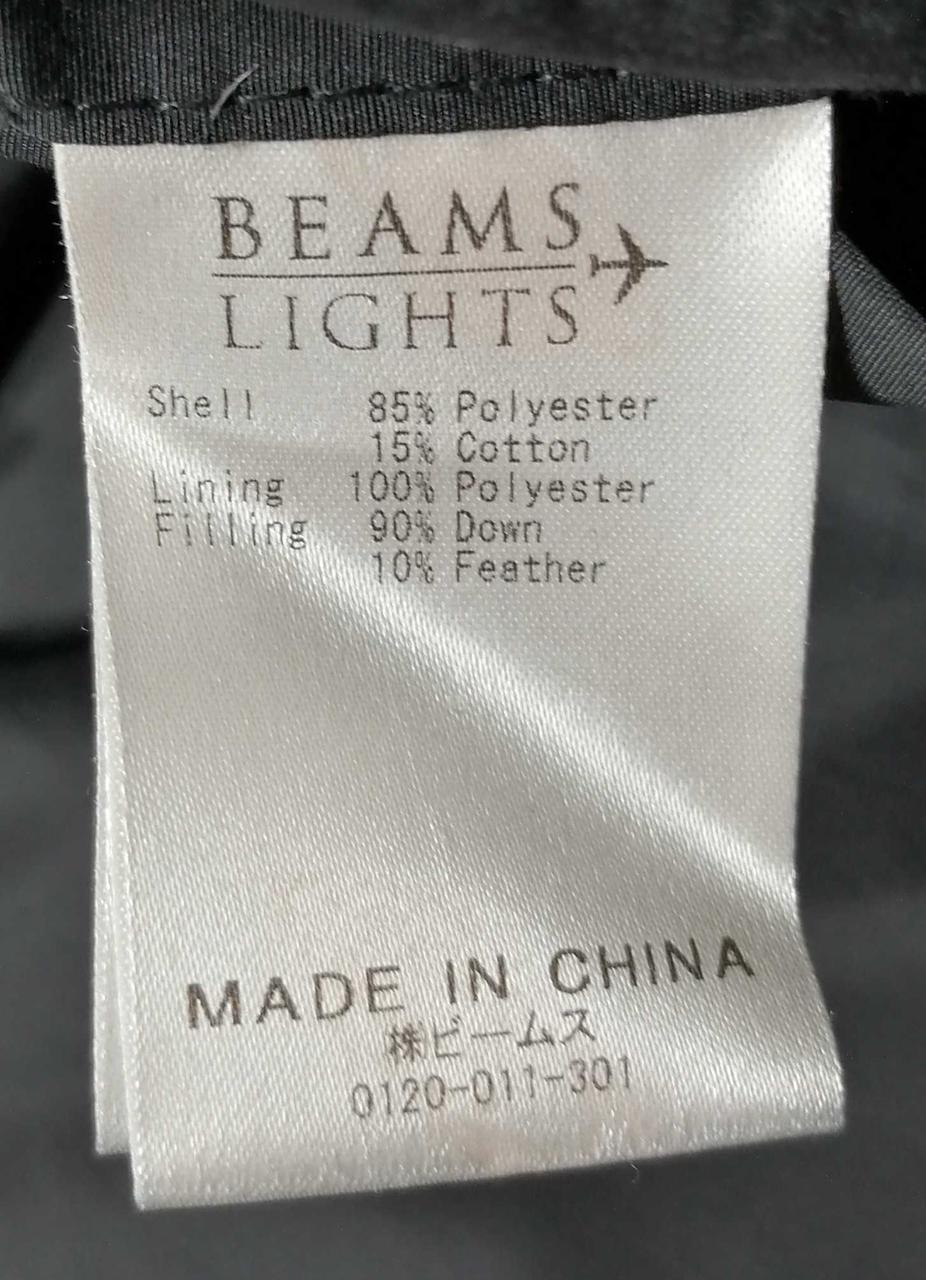 BEAMS
LIGHTS
Shell 85% Polyester
15% Cotton
Lining 100% Polyester
Filling 90% Down
10% Feather
MADE IN CHINA
㈱ビームス
0120-011-301